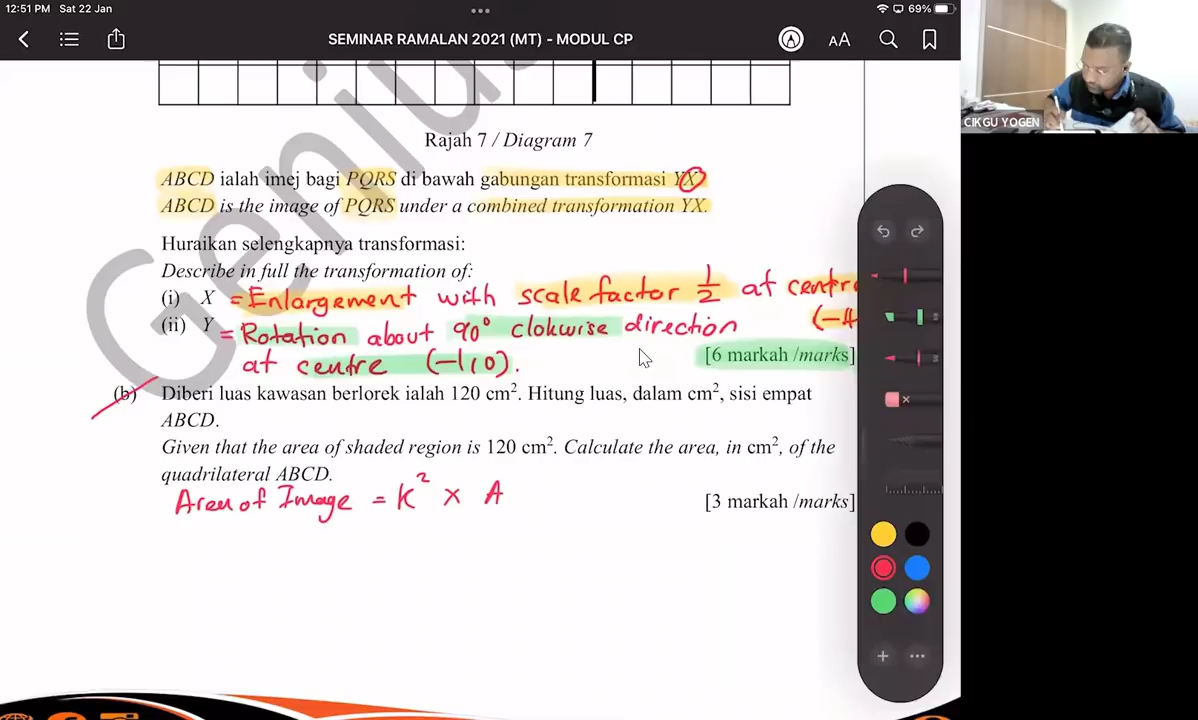 12:51 PM Sat 22 Jan
69%
SEMINAR RAMALAN 2021 (MT) - MODUL CP
AA
CIKGU YOGEN
Genius
Rajah 7 / Diagram 7
ABCD ialah imej bagi PQRS di bawah gabungan transformasi YX
ABCD is the image of PQRS under a combined transformation YX.
Huraikan selengkapnya transformasi:
Describe in full the transformation of:
(i) X = Enlargement with scale factor 1/2 at centr
(-4
(ii) Y = Rotation about 90° clokwise direction
at centre (-1,0).
[6 markah /marks]
(b) Diberi luas kawasan berlorek ialah 120 cm². Hitung luas, dalam cm², sisi empat
ABCD.
Given that the area of shaded region is 120 cm². Calculate the area, in cm², of the
quadrilateral ABCD.
Area of Image = K² × A
[3 markah /marks]